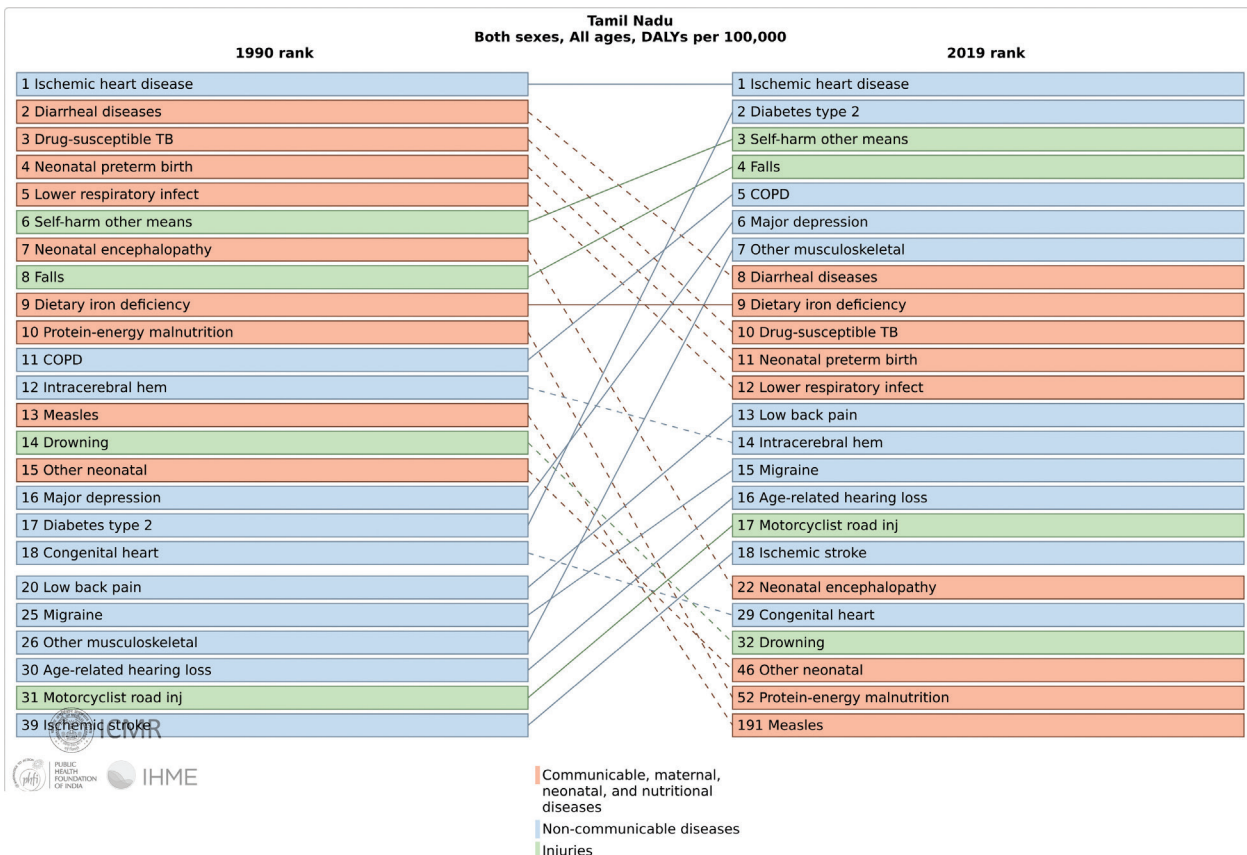 Tamil Nadu
Both sexes, All ages, DALYs per 100,000
1990 rank
2019 rank
1 Ischemic heart disease
2 Diarrheal diseases
3 Drug-susceptible TB
4 Neonatal preterm birth
5 Lower respiratory infect
6 Self-harm other means
7 Neonatal encephalopathy
8 Falls
9 Dietary iron deficiency
10 Protein-energy malnutrition
11 COPD
12 Intracerebral hem
13 Measles
14 Drowning
15 Other neonatal
16 Major depression
17 Diabetes type 2
18 Congenital heart
20 Low back pain
25 Migraine
26 Other musculoskeletal
30 Age-related hearing loss
31 Motorcyclist road inj
39 Ischemic stroke
1 Ischemic heart disease
2 Diabetes type 2
3 Self-harm other means
4 Falls
5 COPD
6 Major depression
7 Other musculoskeletal
8 Diarrheal diseases
9 Dietary iron deficiency
10 Drug-susceptible TB
11 Neonatal preterm birth
12 Lower respiratory infect
13 Low back pain
14 Intracerebral hem
15 Migraine
16 Age-related hearing loss
17 Motorcyclist road inj
18 Ischemic stroke
22 Neonatal encephalopathy
29 Congenital heart
32 Drowning
46 Other neonatal
52 Protein-energy malnutrition
191 Measles
ICMR
phfi
PUBLIC
HEALTH
FOUNDATION
OF INDIA
IHME
Communicable, maternal,
neonatal, and nutritional
diseases
Non-communicable diseases
Injuries